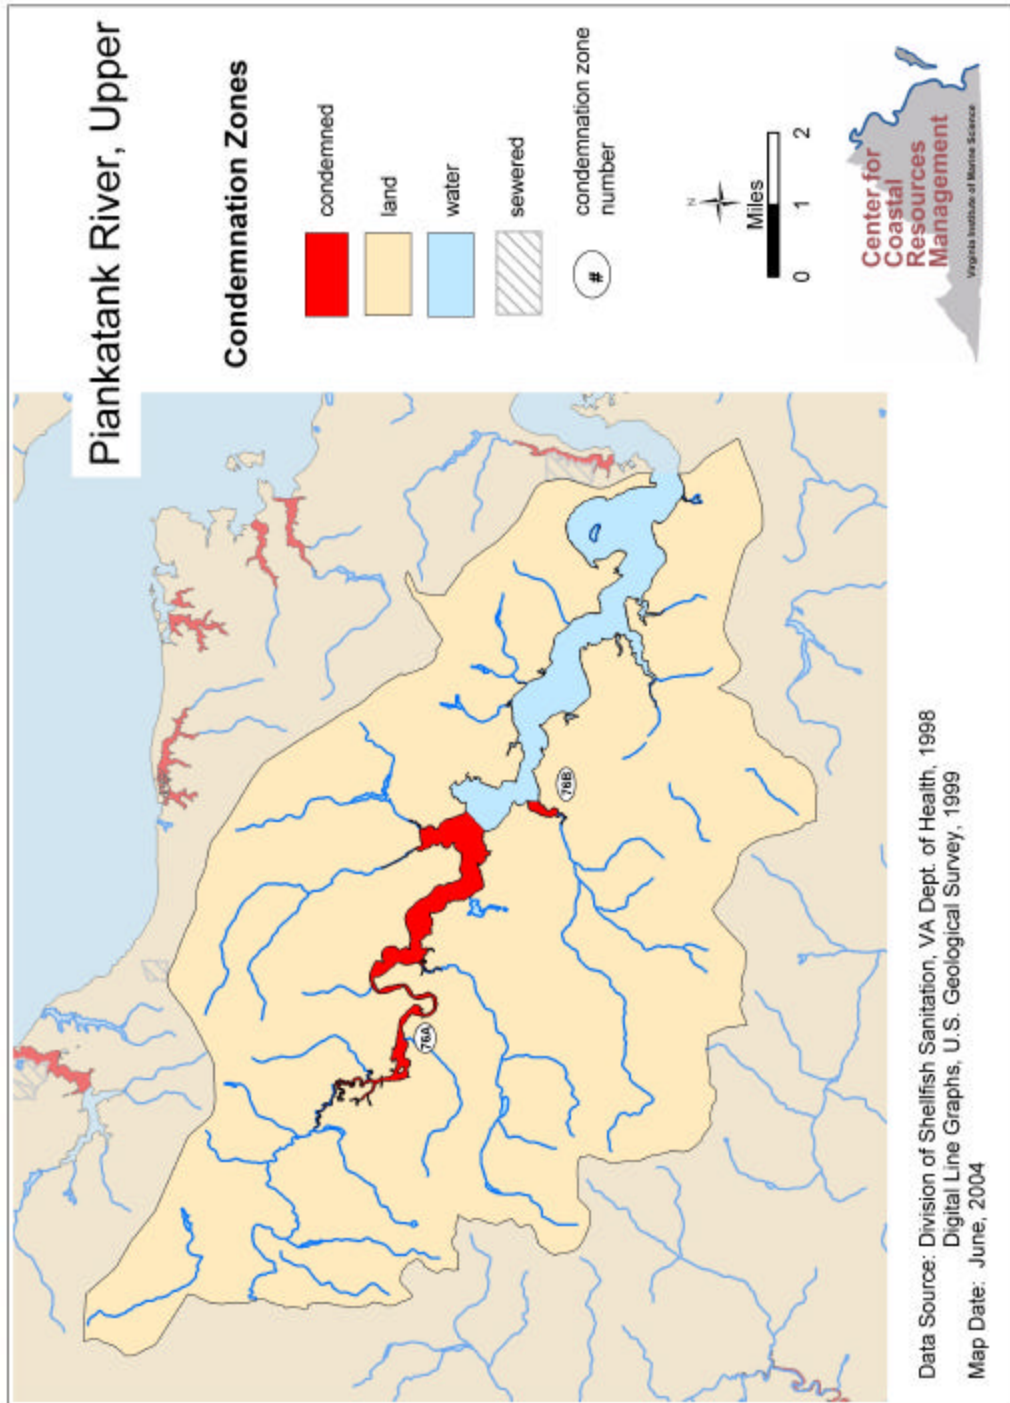 Piankatank River, Upper
Condemnation Zones
condemned
land
water
sewered
#
condemnation zone
number
N
Miles
0
1
2
Center for
Coastal
Resources
Management
Virginia Institute of Marine Science
76A
76B
Data Source: Division of Shellfish Sanitation, VA Dept. of Health, 1998
Digital Line Graphs, U.S. Geological Survey, 1999
Map Date: June, 2004